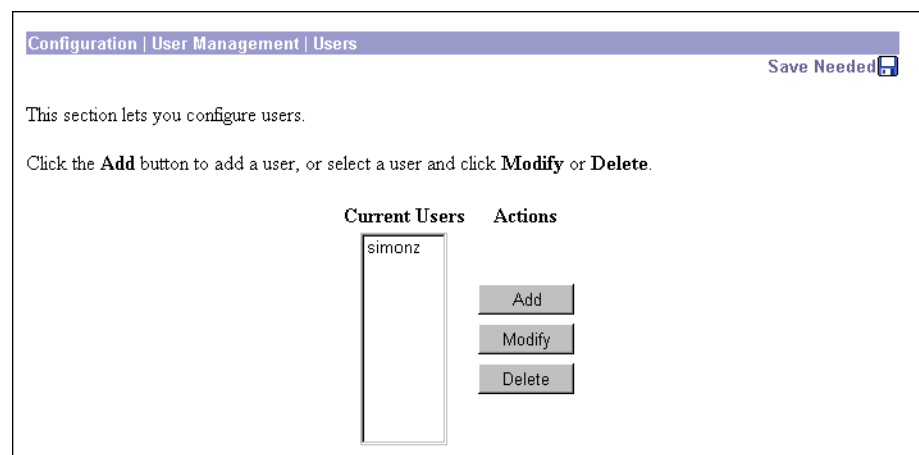 Configuration | User Management | Users
Save Needed
This section lets you configure users.
Click the Add button to add a user, or select a user and click Modify or Delete.
Current Users Actions
simonz
Add
Modify
Delete